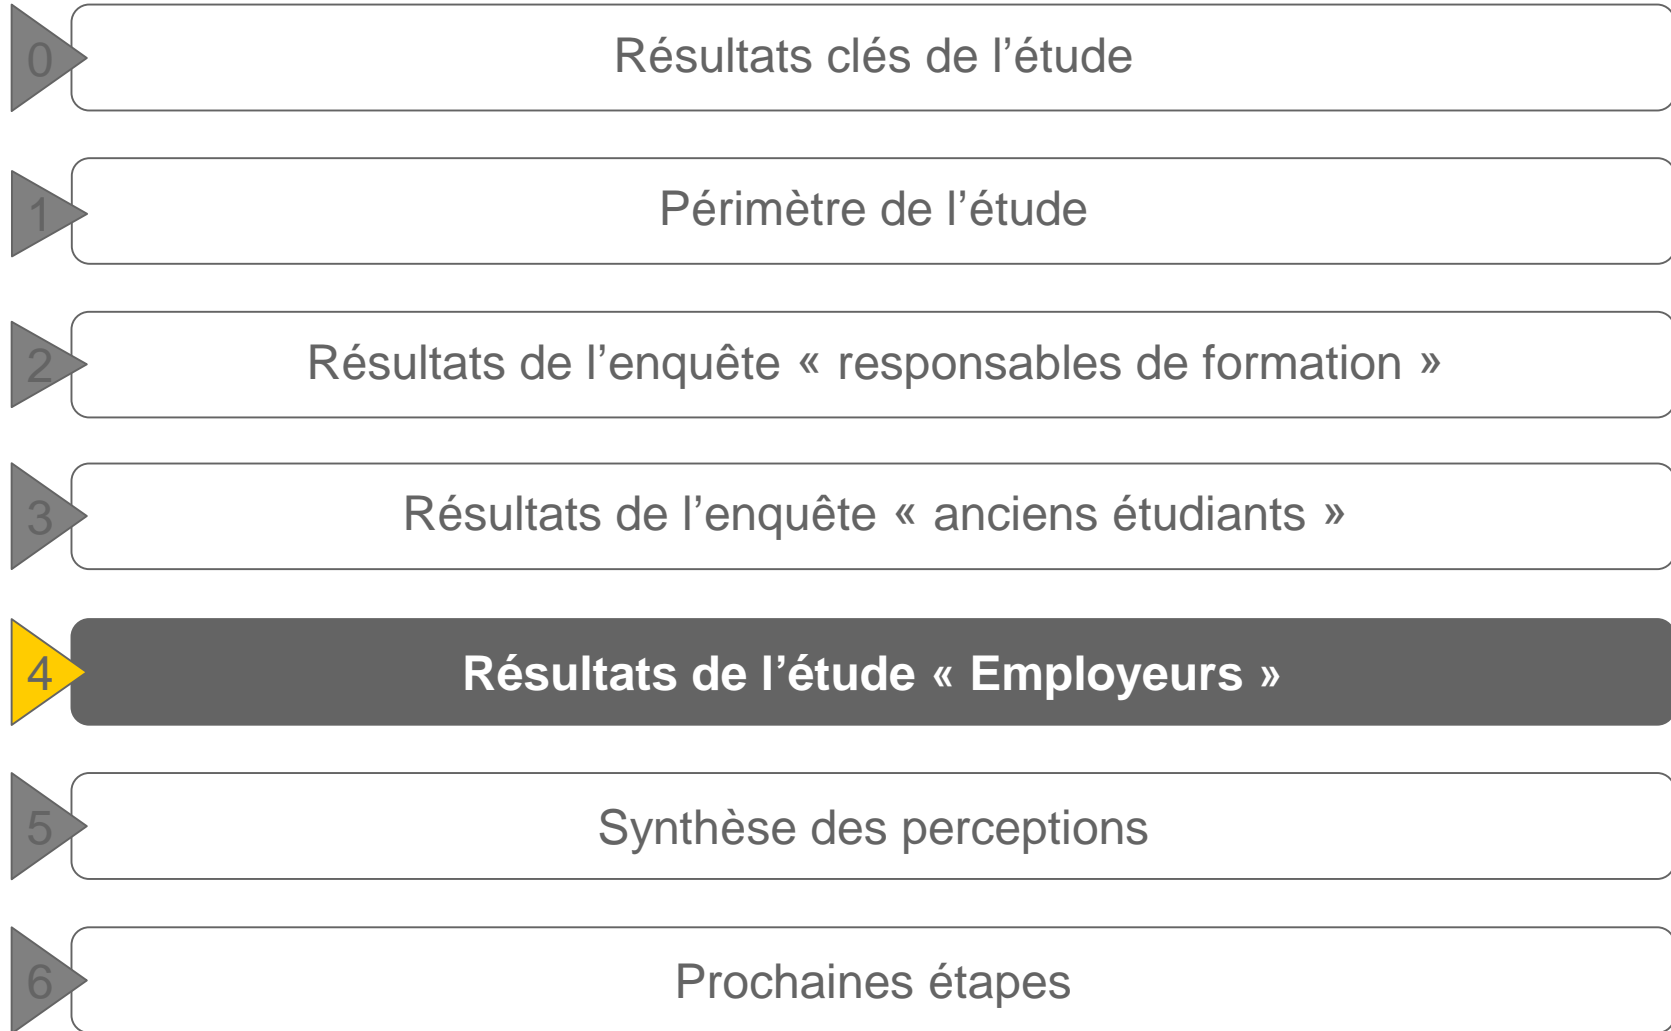 0 Résultats clés de l’étude
1 Périmètre de l’étude
2 Résultats de l’enquête « responsables de formation »
3 Résultats de l’enquête « anciens étudiants »
4 Résultats de l’étude « Employeurs »
5 Synthèse des perceptions
6 Prochaines étapes